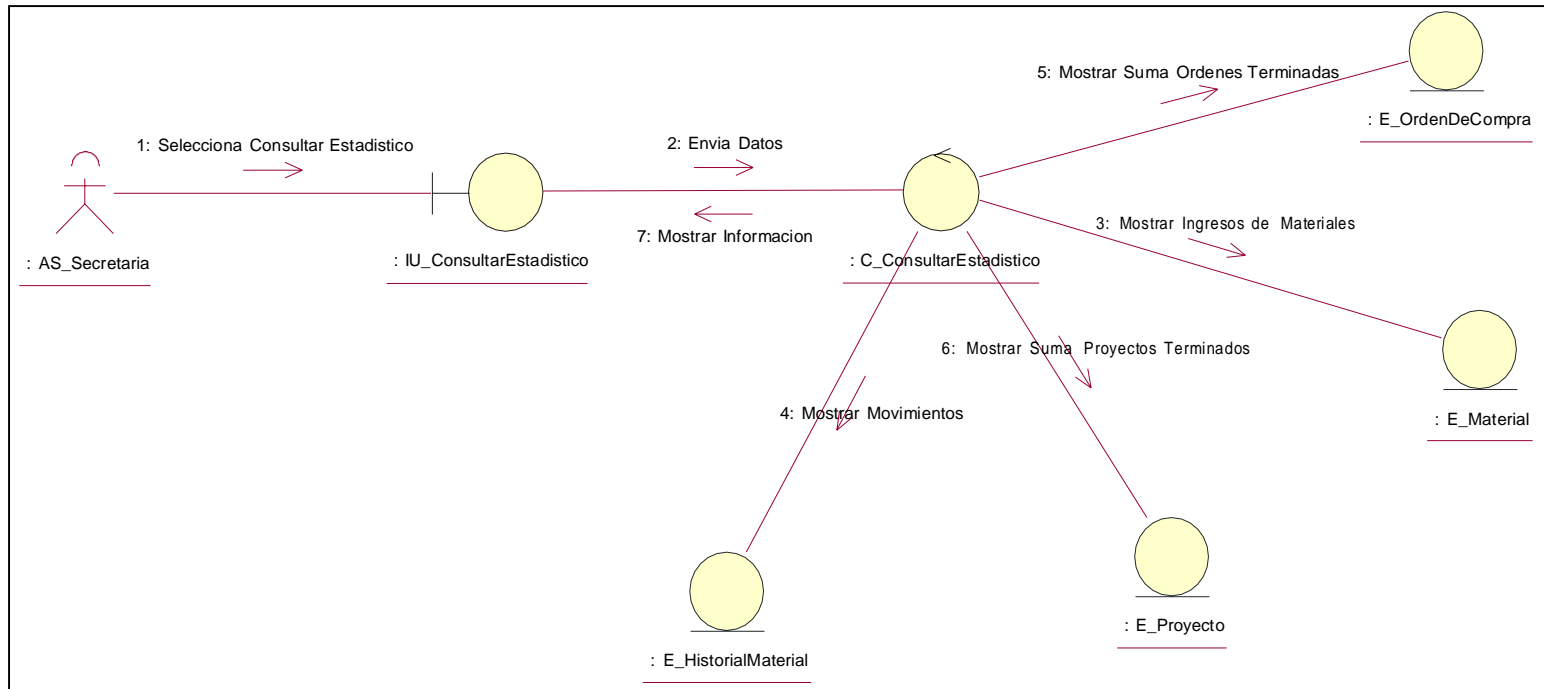 5: Mostrar Suma Ordenes Terminadas
: E_OrdenDeCompra
1: Selecciona Consultar Estadistico
2: Envia Datos
7: Mostrar Informacion
3: Mostrar Ingresos de Materiales
: AS_Secretaria
: IU_ConsultarEstadistico
: C_ConsultarEstadistico
6: Mostrar Suma Proyectos Terminados
4: Mostrar Movimientos
: E_Material
: E_Proyecto
: E_HistorialMaterial